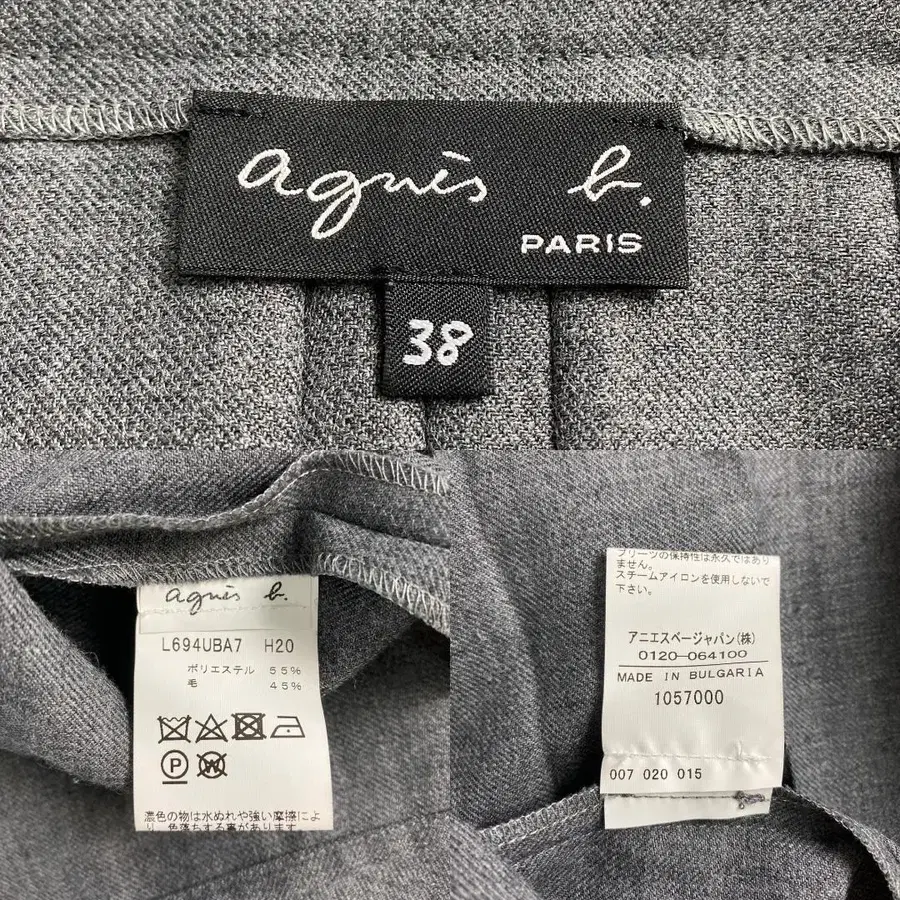 agnès b.
PARIS
38
agnès b.
L694UBA7 H20
ポリエステル 55%
毛 45%
P W
濃色の物は水ぬれや強い摩擦によ
り、色落ちする事があります
プリーツの保持性は永久ではあり
ません。
スチームアイロンを使用しないで
下さい。
アニエスベージャパン(株)
0120-064100
MADE IN BULGARIA
1057000
007 020 015